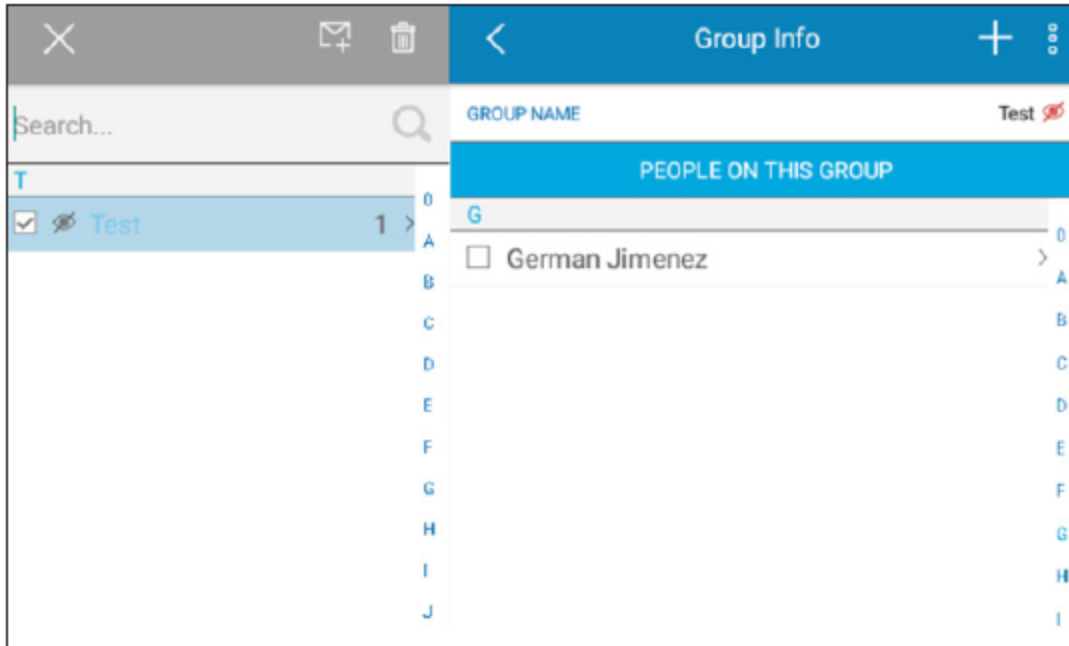 Search...
T
Test 1
0
A
B
C
D
E
F
G
H
I
J
Group Info
GROUP NAME Test
PEOPLE ON THIS GROUP
G
German Jimenez
0
A
B
C
D
E
F
G
H
I